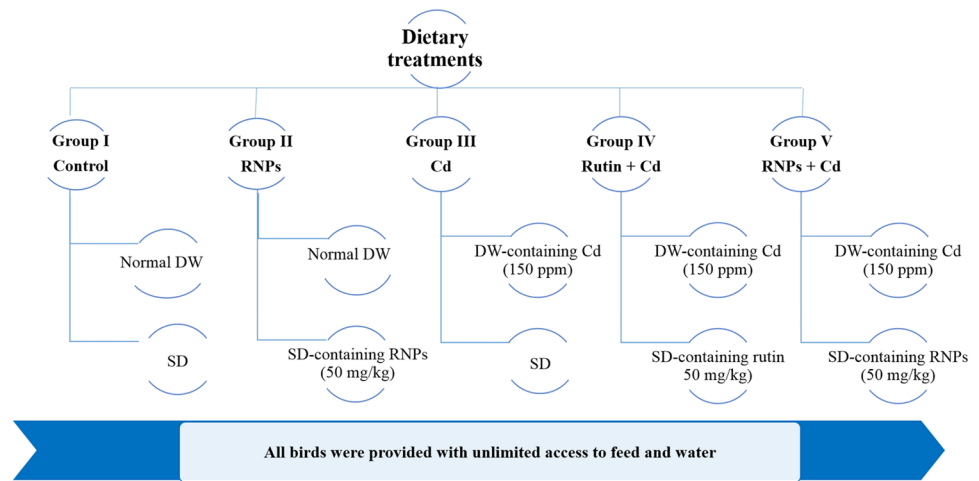 Dietary
treatments
Group I
Control
Group II
RNPs
Group III
Cd
Group IV
Rutin + Cd
Group V
RNPs + Cd
Normal DW
Normal DW
DW-containing Cd
(150 ppm)
DW-containing Cd
(150 ppm)
DW-containing Cd
(150 ppm)
SD
SD-containing RNPs
(50 mg/kg)
SD
SD-containing rutin
50 mg/kg)
SD-containing RNPs
(50 mg/kg)
All birds were provided with unlimited access to feed and water